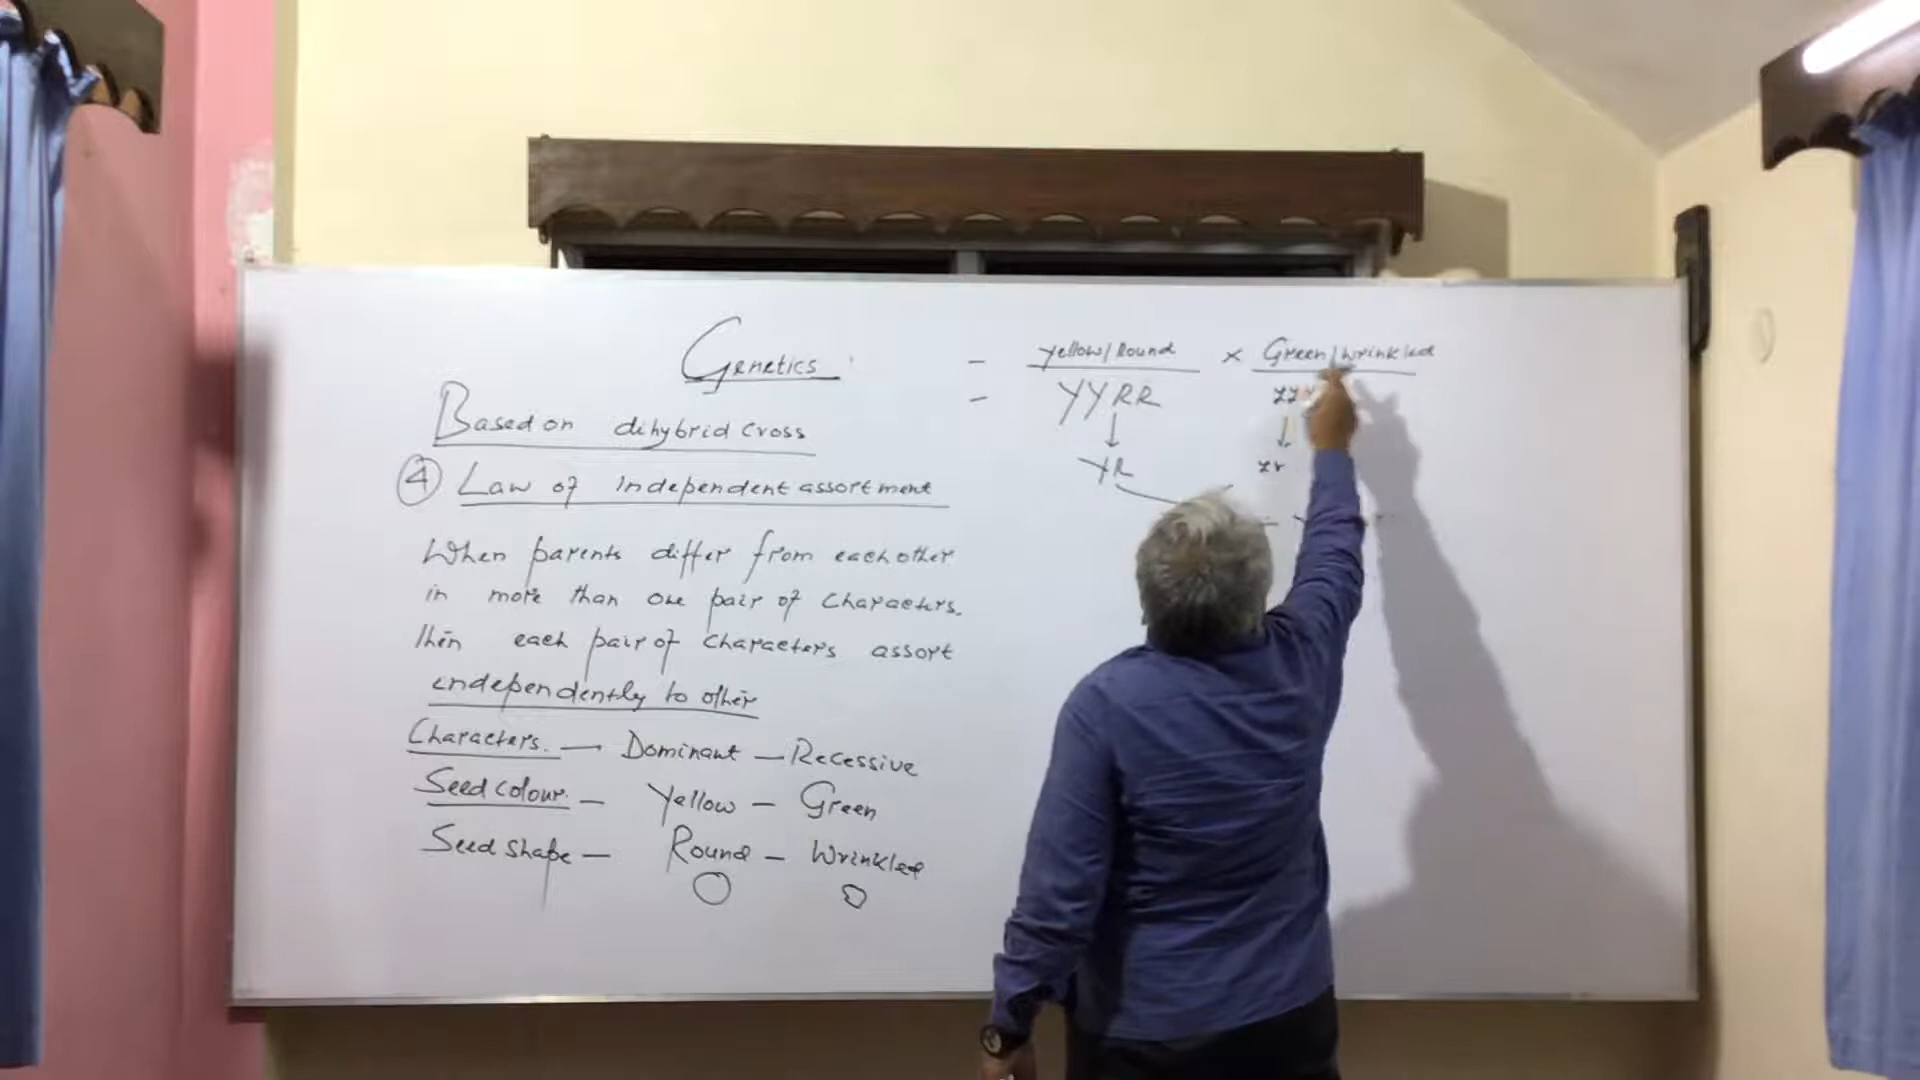 Genetics
Based on dihybrid cross
4 Law of independent assortment
When parents differ from each other
in more than one pair of characters.
then each pair of characters assort
independently to other
Characters. — Dominant — Recessive
Seed colour. — Yellow — Green
Seed shape — Round — Wrinkled
= Yellow/Round × Green/Wrinkled
YYRR yy
↓ ↓
YR yr